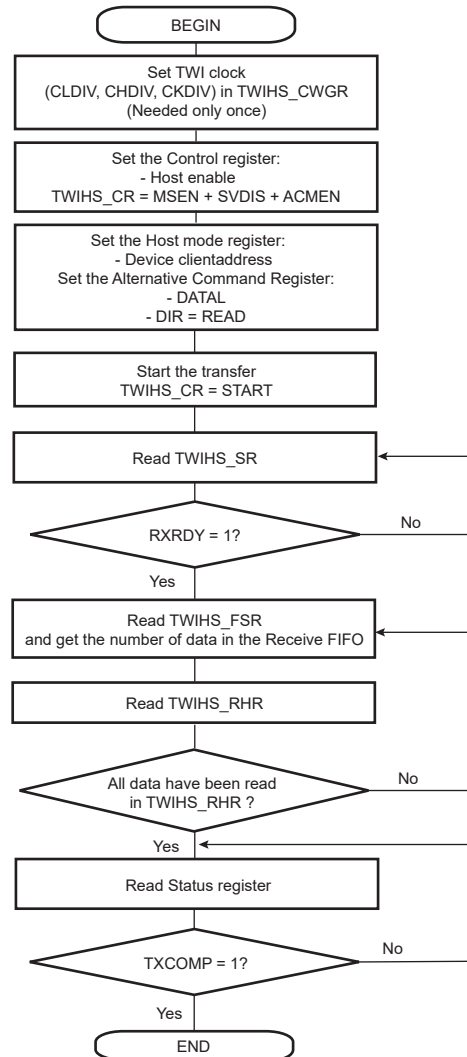 BEGIN
Set TWI clock
(CLDIV, CHDIV, CKDIV) in TWIHS_CWGR
(Needed only once)
Set the Control register:
- Host enable
TWIHS_CR = MSEN + SVDIS + ACMEN
Set the Host mode register:
- Device clientaddress
Set the Alternative Command Register:
- DATAL
- DIR = READ
Start the transfer
TWIHS_CR = START
Read TWIHS_SR
RXRDY = 1?
No
Yes
Read TWIHS_FSR
and get the number of data in the Receive FIFO
Read TWIHS_RHR
All data have been read
in TWIHS_RHR ?
No
Yes
Read Status register
TXCOMP = 1?
No
Yes
END